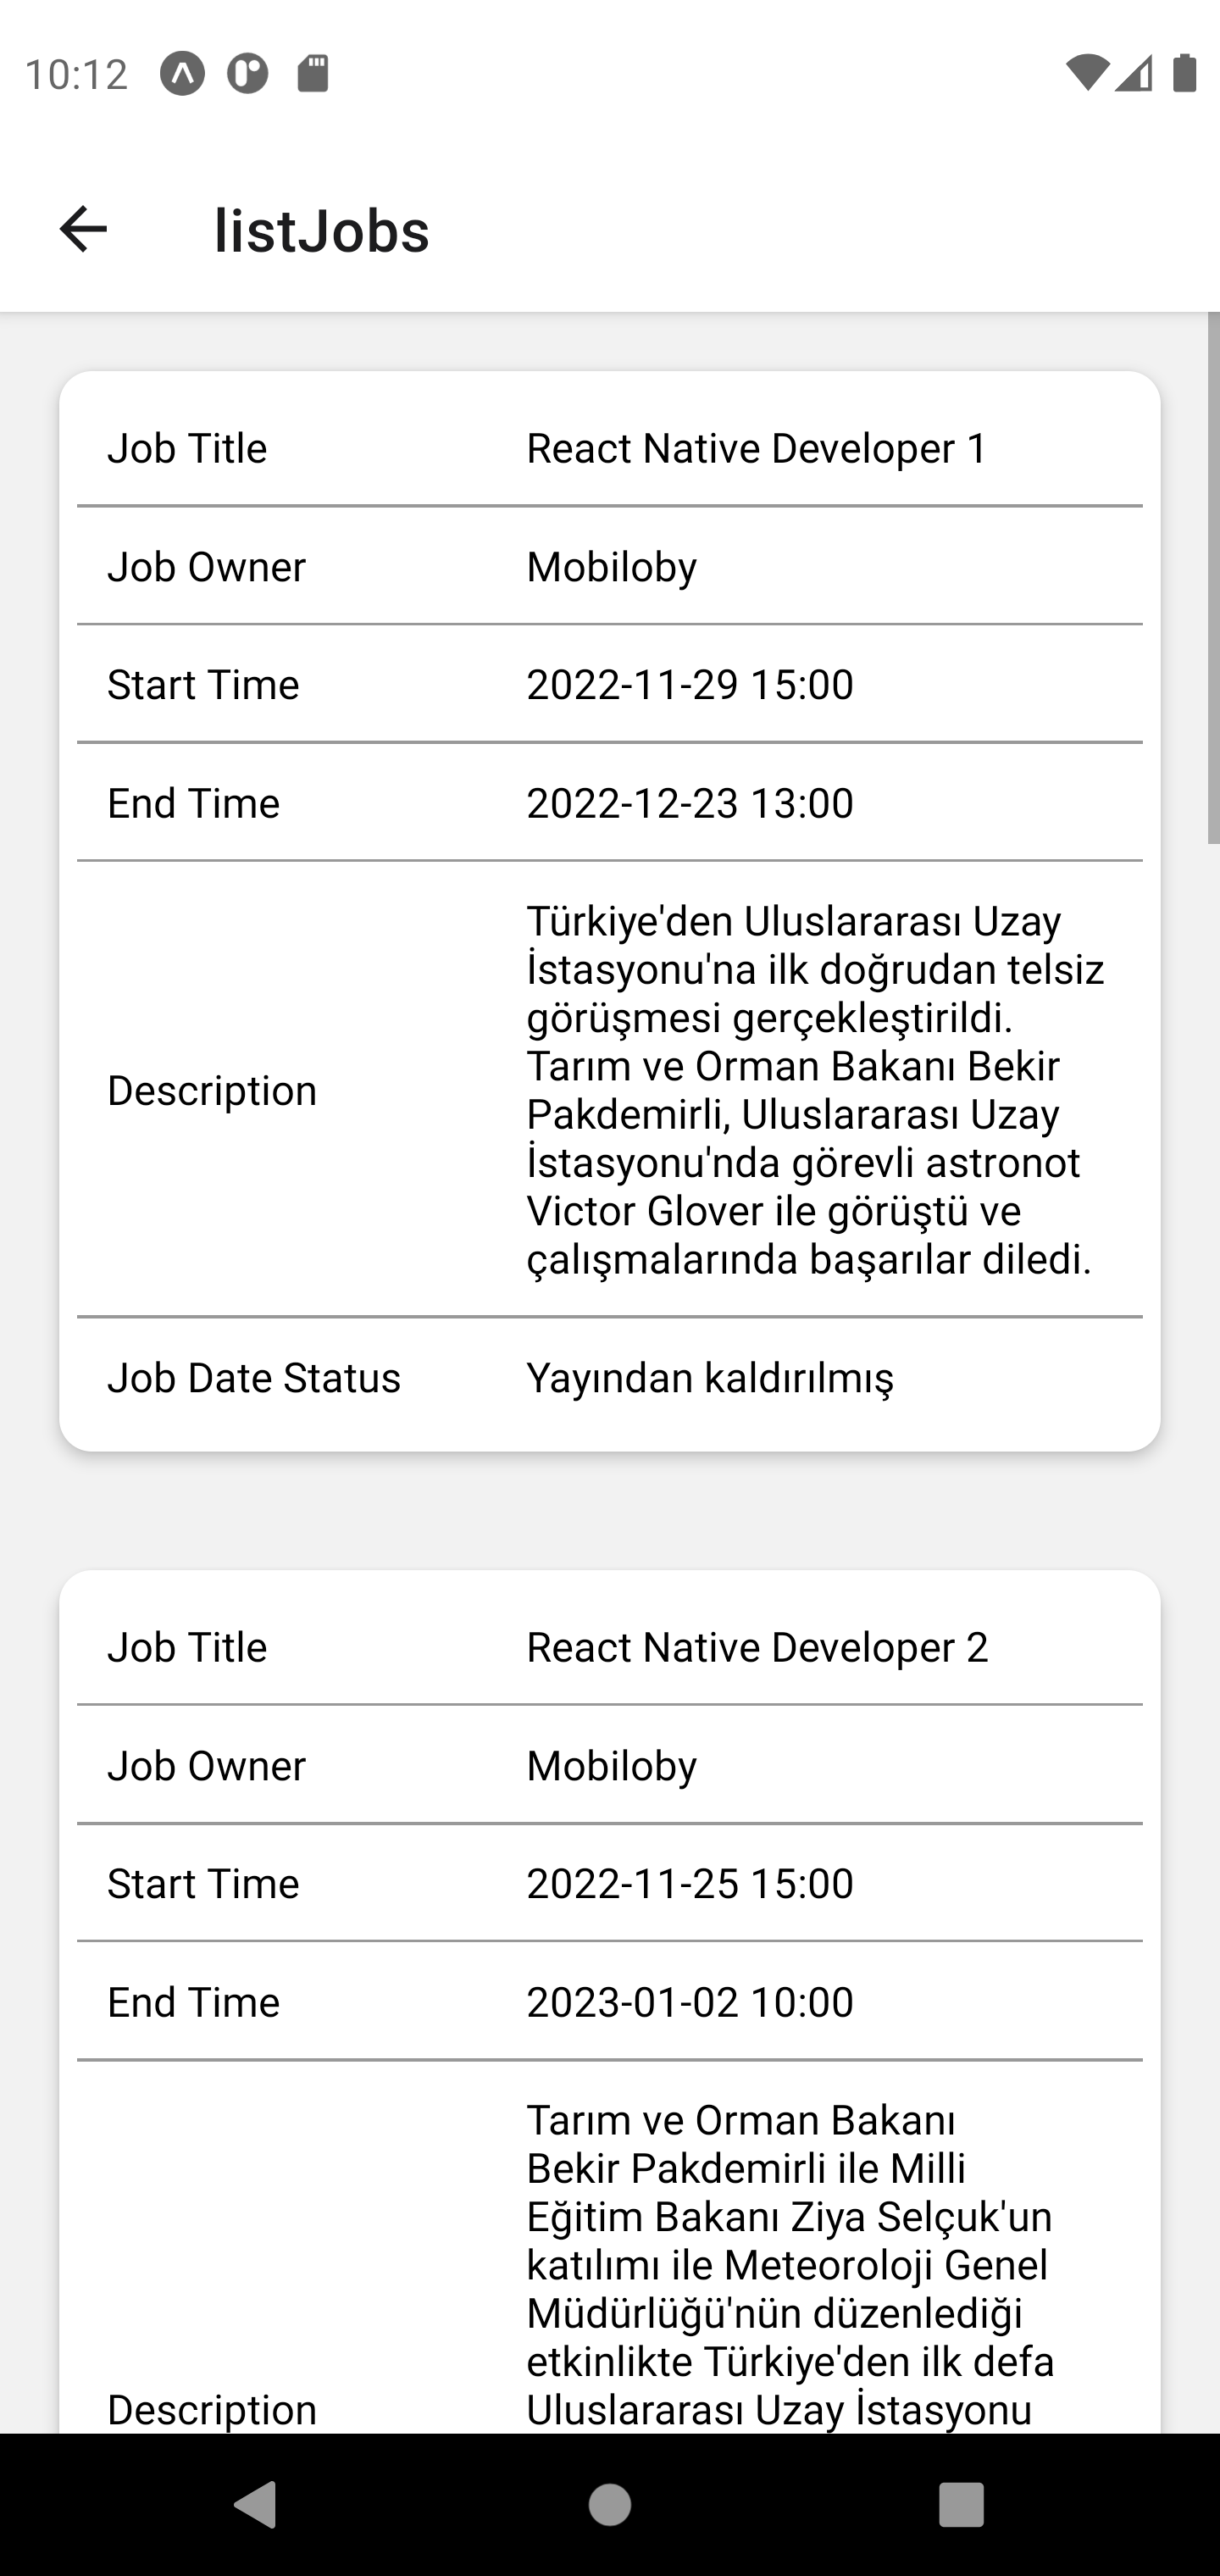 10:12
listJobs
Job Title React Native Developer 1
Job Owner Mobiloby
Start Time 2022-11-29 15:00
End Time 2022-12-23 13:00
Description
Türkiye'den Uluslararası Uzay
İstasyonu'na ilk doğrudan telsiz
görüşmesi gerçekleştirildi.
Tarım ve Orman Bakanı Bekir
Pakdemirli, Uluslararası Uzay
İstasyonu'nda görevli astronot
Victor Glover ile görüştü ve
çalışmalarında başarılar diledi.
Job Date Status Yayından kaldırılmış
Job Title React Native Developer 2
Job Owner Mobiloby
Start Time 2022-11-25 15:00
End Time 2023-01-02 10:00
Description
Tarım ve Orman Bakanı
Bekir Pakdemirli ile Milli
Eğitim Bakanı Ziya Selçuk'un
katılımı ile Meteoroloji Genel
Müdürlüğü'nün düzenlediği
etkinlikte Türkiye'den ilk defa
Uluslararası Uzay İstasyonu